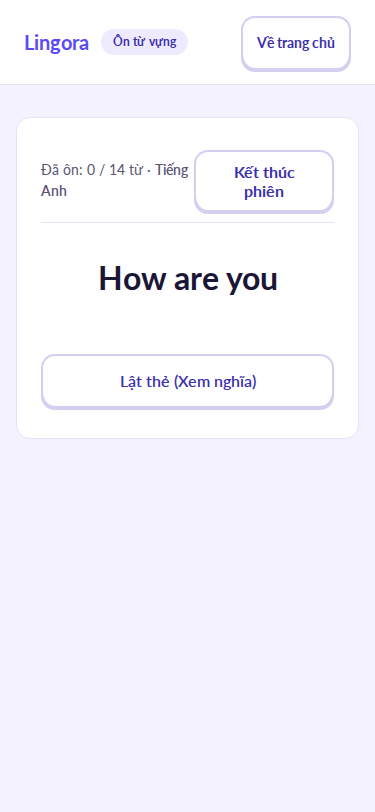 Lingora
Ôn từ vựng
Về trang chủ
Đã ôn: 0 / 14 từ · Tiếng
Anh
Kết thúc
phiên
How are you
Lật thẻ (Xem nghĩa)